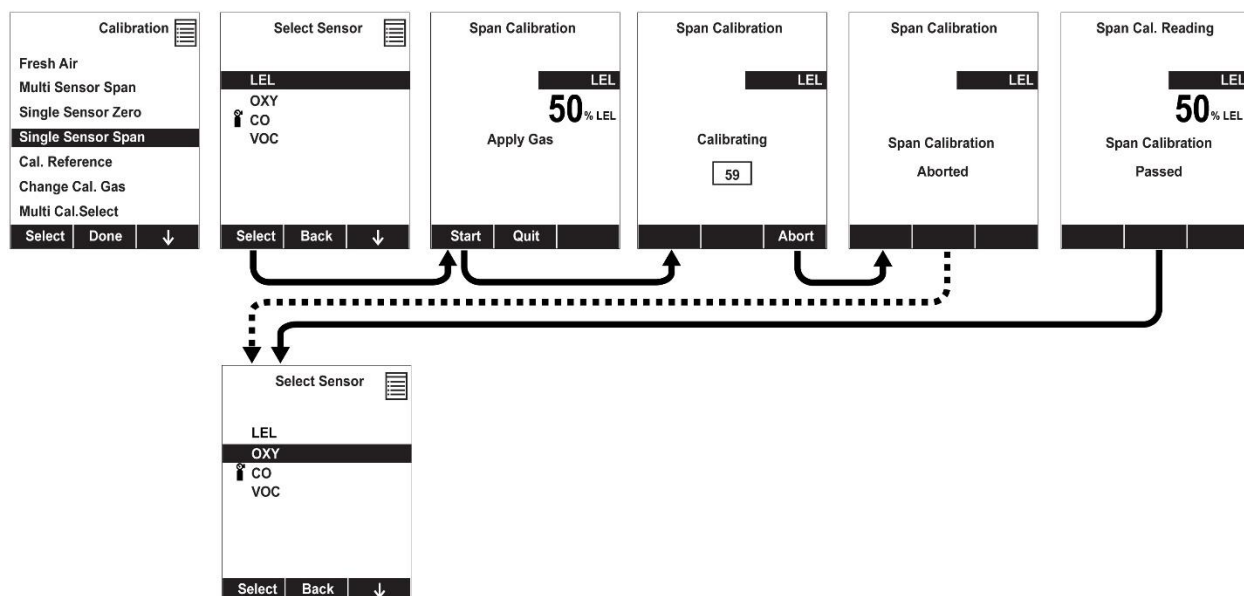 Calibration
Fresh Air
Multi Sensor Span
Single Sensor Zero
Single Sensor Span
Cal. Reference
Change Cal. Gas
Multi Cal.Select
Select Done ↓
Select Sensor
LEL
OXY
CO
VOC
Select Back ↓
Span Calibration
LEL
50 % LEL
Apply Gas
Start Quit
Span Calibration
LEL
Calibrating
59
Abort
Span Calibration
LEL
Span Calibration
Aborted
Span Cal. Reading
LEL
50 % LEL
Span Calibration
Passed
Select Sensor
LEL
OXY
CO
VOC
Select Back ↓